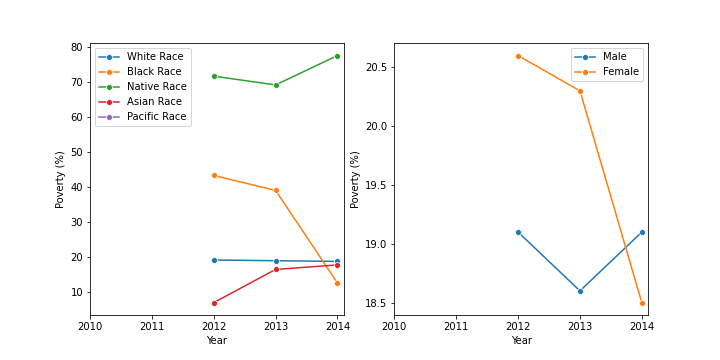 80
70
60
50
40
30
20
10
Poverty (%)
White Race
Black Race
Native Race
Asian Race
Pacific Race
2010 2011 2012 2013 2014
Year
20.5
20.0
19.5
19.0
18.5
Poverty (%)
Male
Female
2010 2011 2012 2013 2014
Year